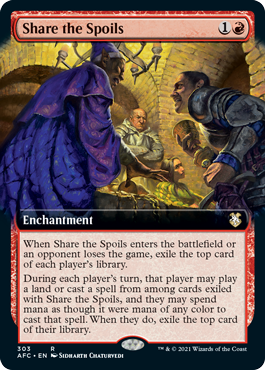 Share the Spoils 1
Enchantment
When Share the Spoils enters the battlefield or
an opponent loses the game, exile the top card
of each player's library.
During each player's turn, that player may play
a land or cast a spell from among cards exiled
with Share the Spoils, and they may spend
mana as though it were mana of any color to
cast that spell. When they do, exile the top card
of their library.
303 R
AFC • EN Sidharth Chaturvedi ™ & © 2021 Wizards of the Coast